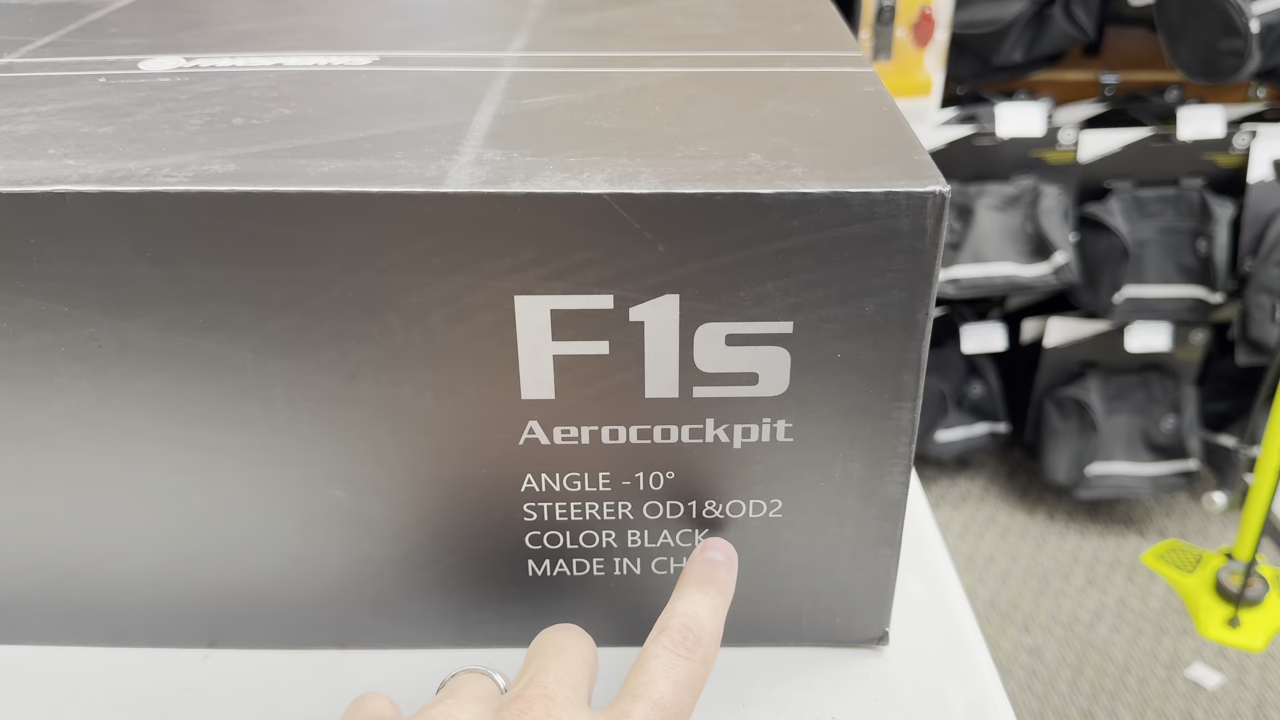 F1s
Aerocockpit
ANGLE -10°
STEERER OD1&OD2
COLOR BLACK
MADE IN CH